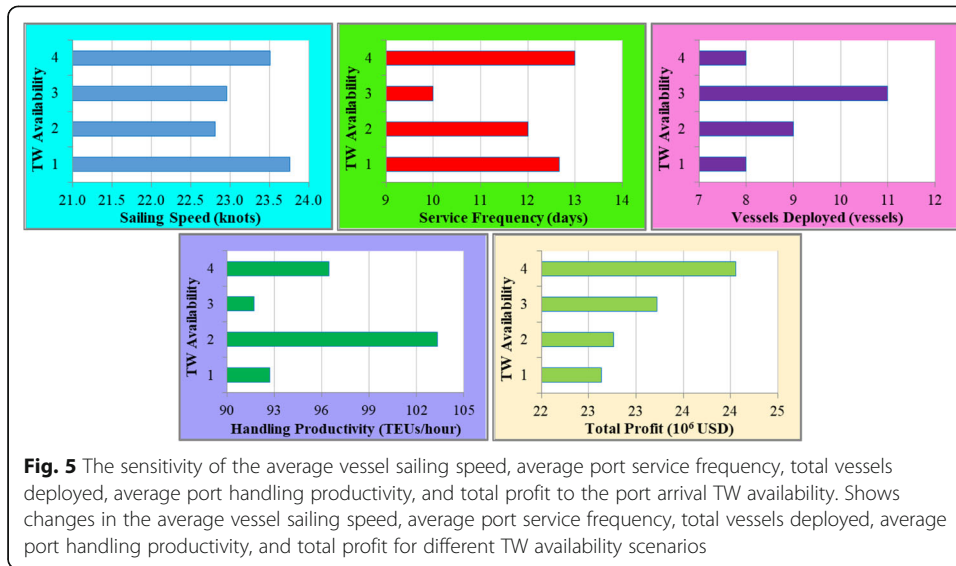 TW Availability
4
3
2
1
21.0 21.5 22.0 22.5 23.0 23.5 24.0
Sailing Speed (knots)
TW Availability
4
3
2
1
9 10 11 12 13 14
Service Frequency (days)
TW Availability
4
3
2
1
7 8 9 10 11 12
Vessels Deployed (vessels)
TW Availability
4
3
2
1
90 93 96 99 102 105
Handling Productivity (TEUs/hour)
TW Availability
4
3
2
1
22 23 23 24 24 25
Total Profit (10⁶ USD)
Fig. 5 The sensitivity of the average vessel sailing speed, average port service frequency, total vessels
deployed, average port handling productivity, and total profit to the port arrival TW availability. Shows
changes in the average vessel sailing speed, average port service frequency, total vessels deployed, average
port handling productivity, and total profit for different TW availability scenarios